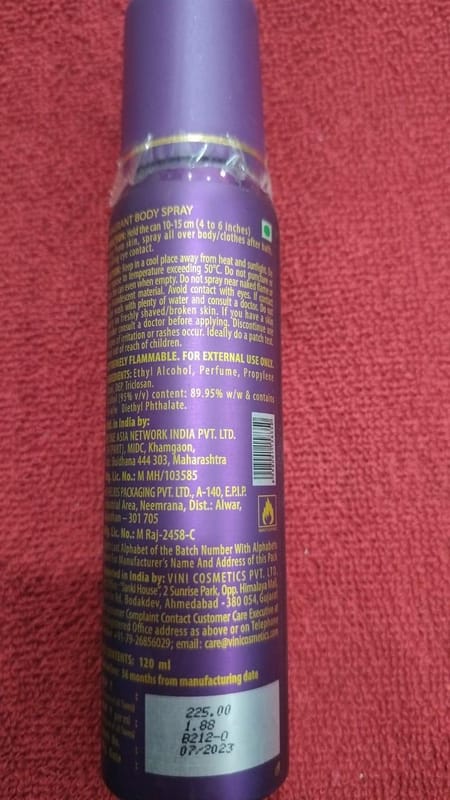 DRANT BODY SPRAY
Hold the can 10-15 cm (4 to 6 inches)
skin, spray all over body/clothes after bath.
eye contact.
Keep in a cool place away from heat and sunlight. Do
to temperature exceeding 50°C. Do not puncture or
even when empty. Do not spray near naked flame or
material. Avoid contact with eyes. If contact
with plenty of water and consult a doctor. Do not
freshly shaved/broken skin. If you have a skin
consult a doctor before applying. Discontinue use
irritation or rashes occur. Ideally do a patch test.
out of reach of children.
FLAMMABLE. FOR EXTERNAL USE ONLY.
Ethyl Alcohol, Perfume, Propylene
DEP, Triclosan.
(95% v/v) content: 89.95% w/w & contains
Diethyl Phthalate.
in India by:
ASIA NETWORK INDIA PVT. LTD.
MIDC, Khamgaon,
Buldhana 444 303, Maharashtra
Lic. No.: M MH/103585
PACKAGING PVT. LTD., A-140, E.P.I.P.
Area, Neemrana, Dist.: Alwar,
– 301 705
Lic. No.: M Raj-2458-C
Last Alphabet of the Batch Number With Alphabets
for Manufacturer's Name And Address of this Pack
in India by: VINI COSMETICS PVT. LTD.
House", 2 Sunrise Park, Opp. Himalaya Mall,
Rd, Bodakdev, Ahmedabad - 380 054, Gujarat
Complaint Contact Customer Care Executive at
Office address as above or on Telephone
+91-79-26856029; email: care@vinicosmetics.com
120 ml
36 months from manufacturing date
225.00
1.88
B212-Q
07/2023